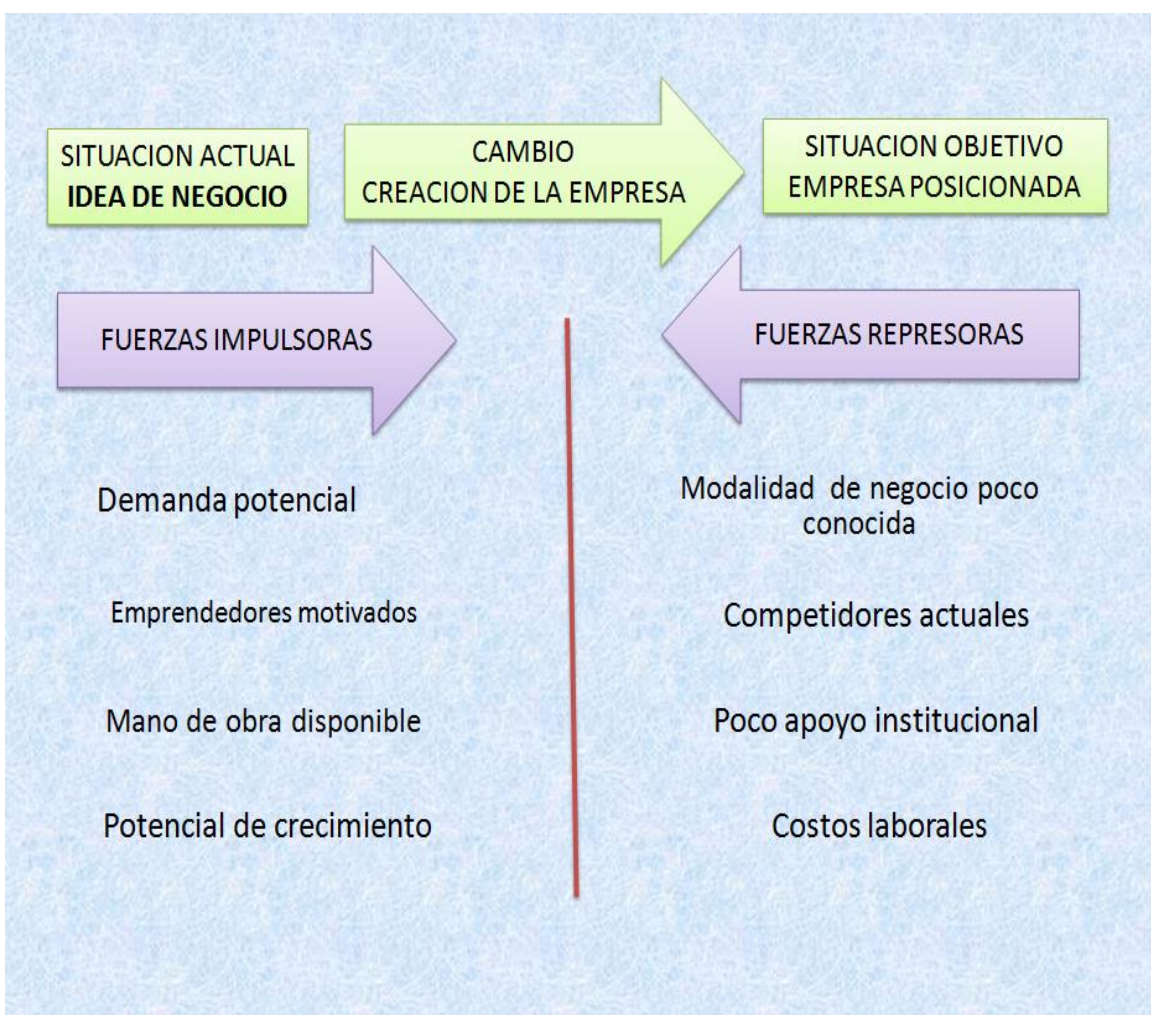 SITUACION ACTUAL
IDEA DE NEGOCIO
CAMBIO
CREACION DE LA EMPRESA
SITUACION OBJETIVO
EMPRESA POSICIONADA
FUERZAS IMPULSORAS
FUERZAS REPRESORAS
Demanda potencial
Modalidad de negocio poco
conocida
Emprendedores motivados
Competidores actuales
Mano de obra disponible
Poco apoyo institucional
Potencial de crecimiento
Costos laborales